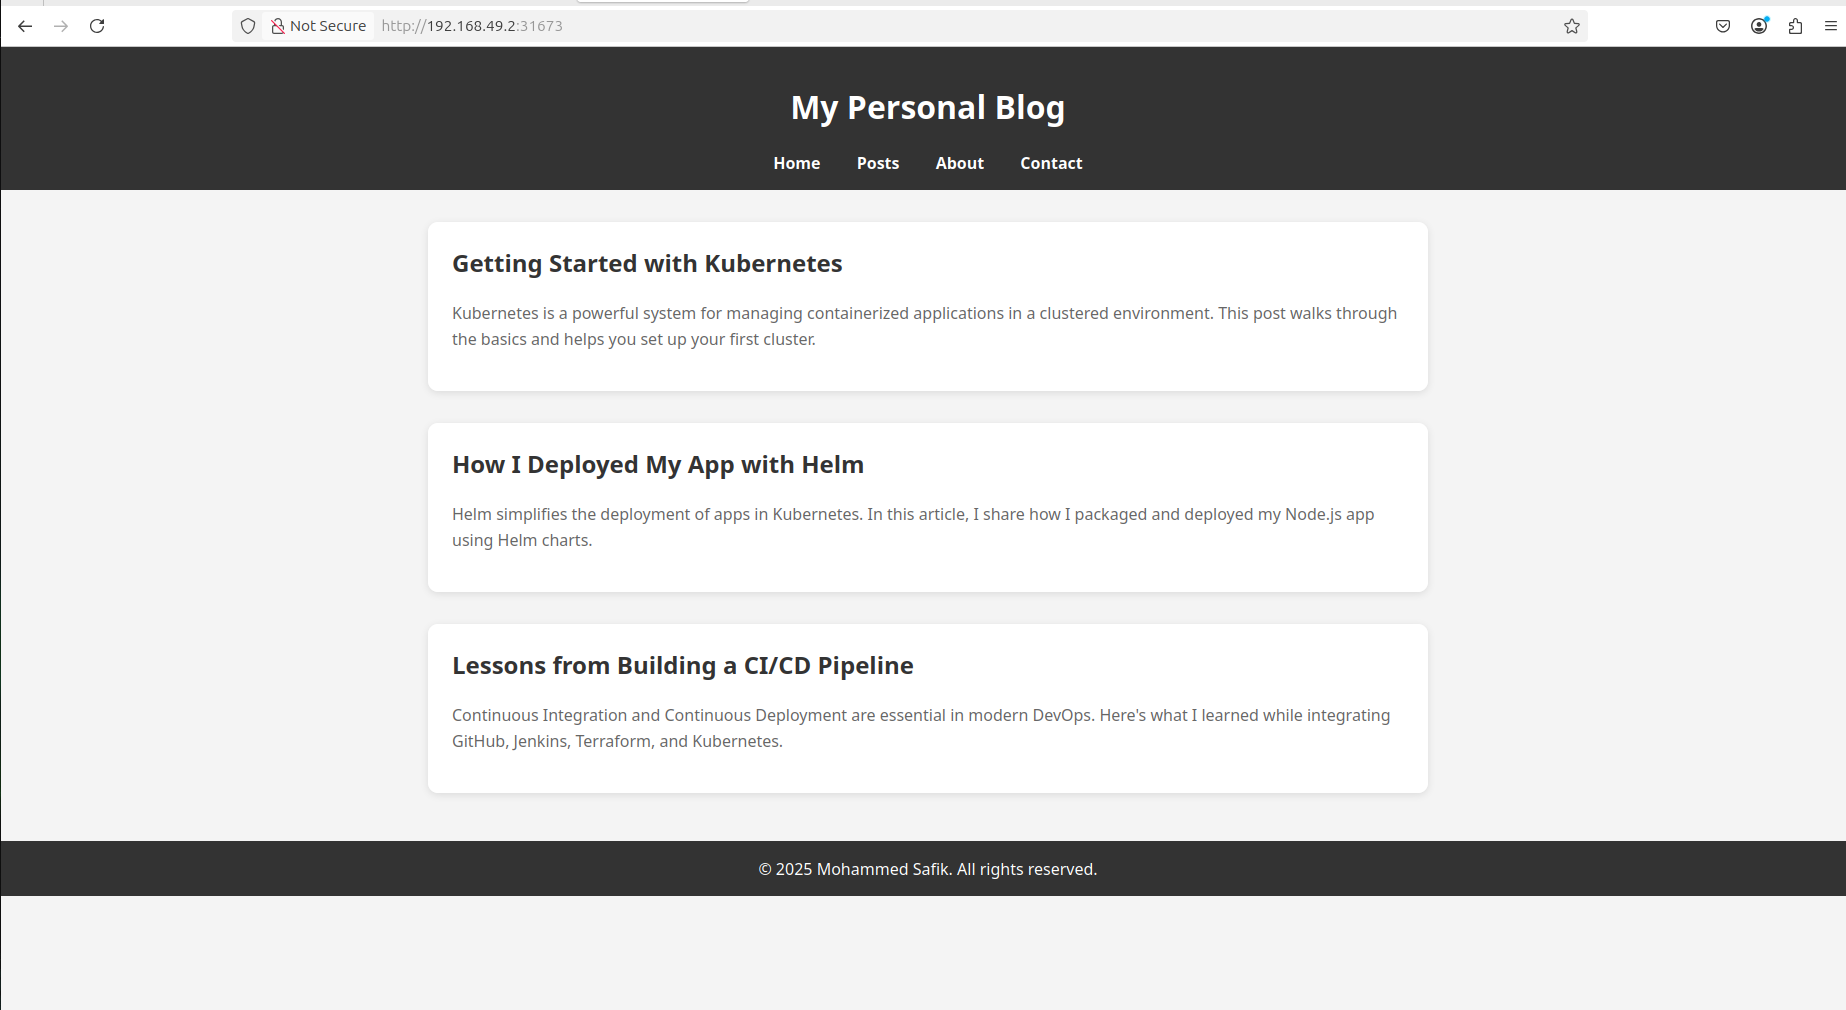 Not Secure http://192.168.49.2:31673
My Personal Blog
Home Posts About Contact
Getting Started with Kubernetes
Kubernetes is a powerful system for managing containerized applications in a clustered environment. This post walks through
the basics and helps you set up your first cluster.
How I Deployed My App with Helm
Helm simplifies the deployment of apps in Kubernetes. In this article, I share how I packaged and deployed my Node.js app
using Helm charts.
Lessons from Building a CI/CD Pipeline
Continuous Integration and Continuous Deployment are essential in modern DevOps. Here's what I learned while integrating
GitHub, Jenkins, Terraform, and Kubernetes.
© 2025 Mohammed Safik. All rights reserved.